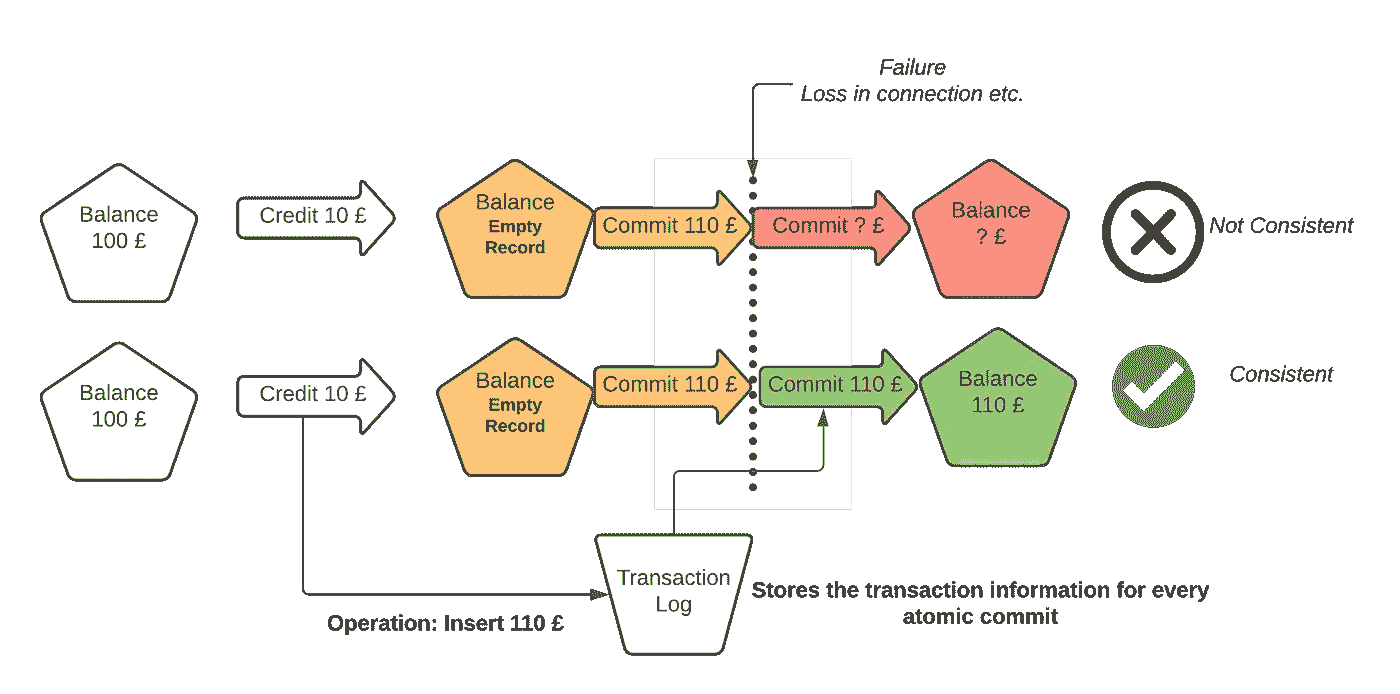 Failure
Loss in connection etc.
Balance
100 £
Credit 10 £
Balance
Empty
Record
Commit 110 £
Commit ? £
Balance
? £
Not Consistent
Balance
100 £
Credit 10 £
Balance
Empty
Record
Commit 110 £
Commit 110 £
Balance
110 £
Consistent
Transaction
Log
Stores the transaction information for every
atomic commit
Operation: Insert 110 £